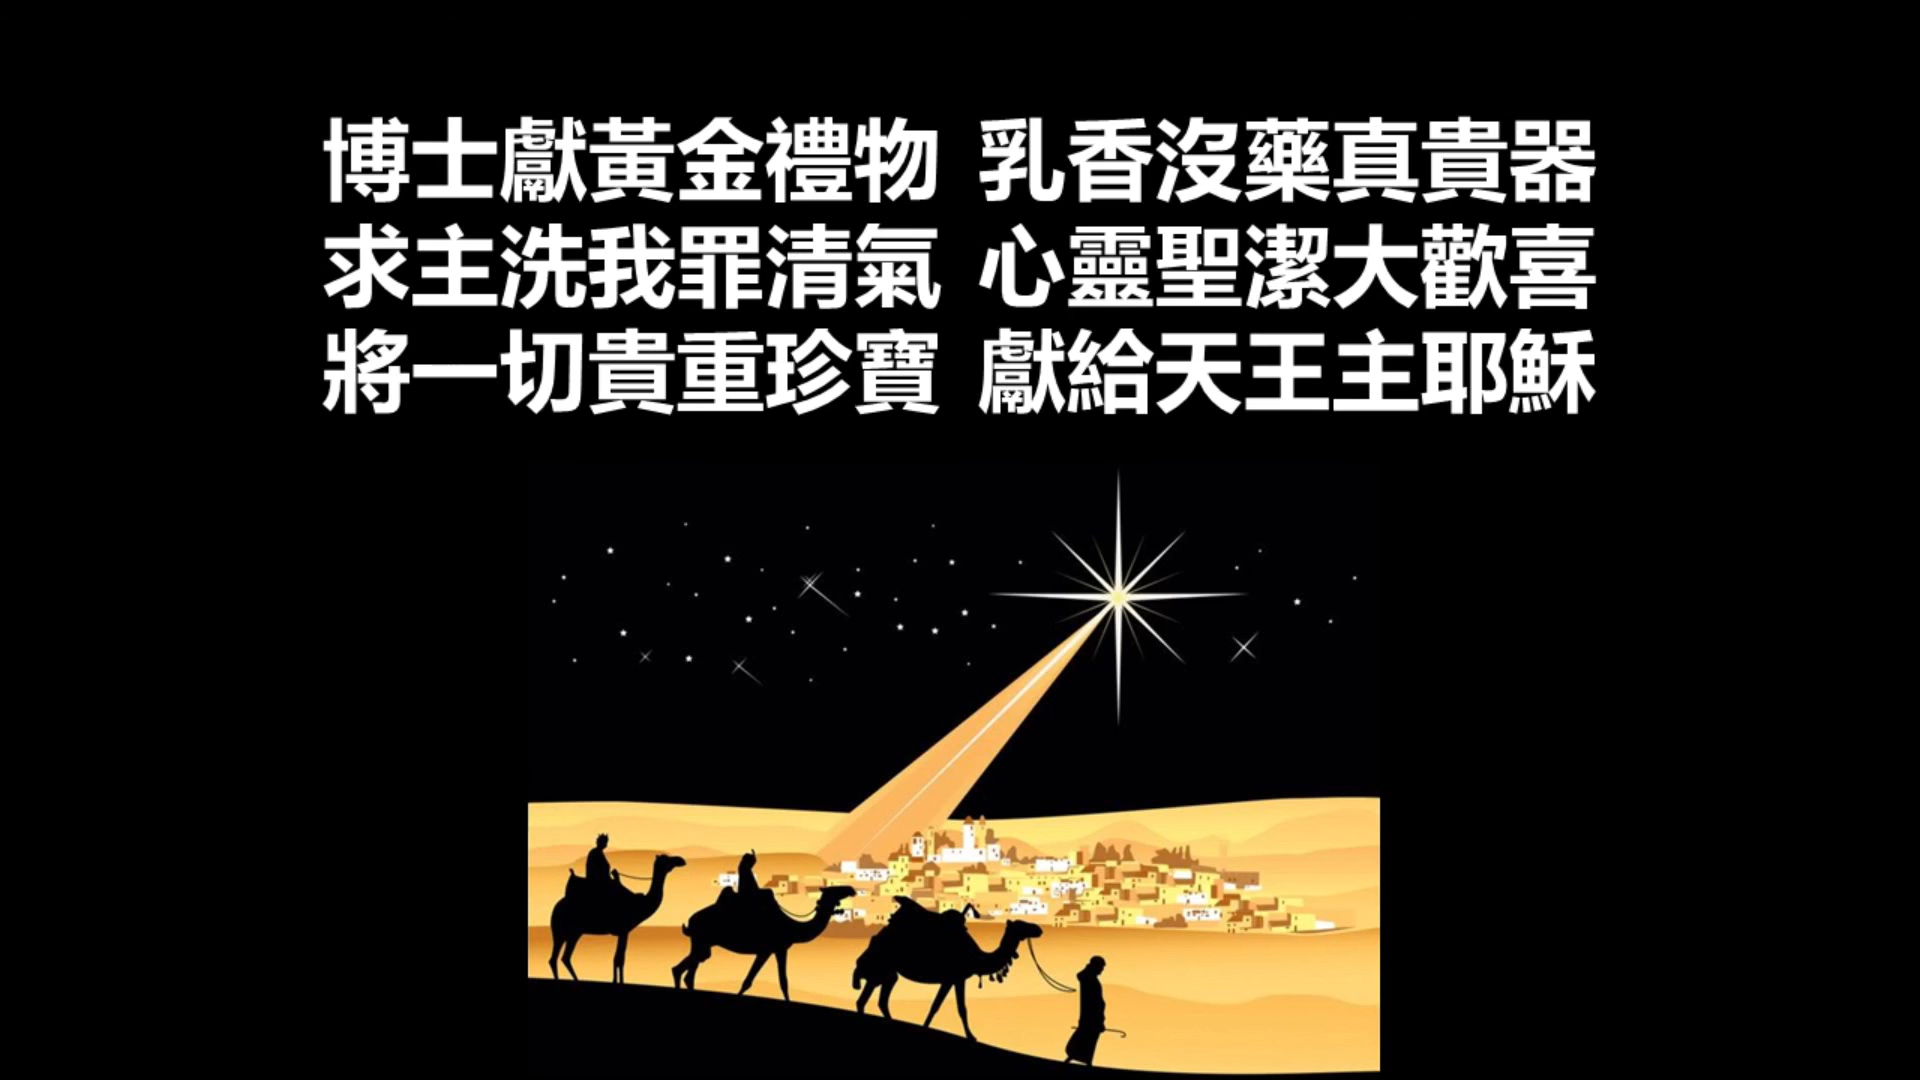 博士獻黃金禮物 乳香沒藥真貴器
求主洗我罪清氣 心靈聖潔大歡喜
將一切貴重珍寶 獻給天王主耶穌